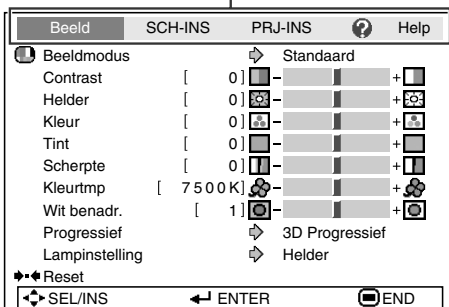 Beeld SCH-INS PRJ-INS ? Help
Beeldmodus Standaard
Contrast [ 0] - +
Helder [ 0] - +
Kleur [ 0] - +
Tint [ 0] - +
Scherpte [ 0] - +
Kleurtmp [ 7500K] - +
Wit benadr. [ 1] - +
Progressief 3D Progressief
Lampinstelling Helder
Reset
SEL/INS ENTER END